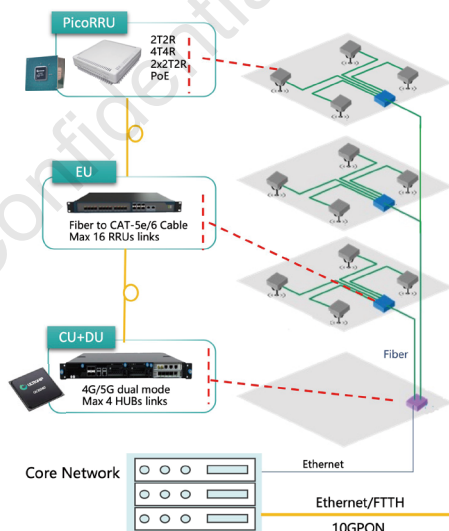 PicoRRU
2T2R
4T4R
2x2T2R
PoE
Confidential
EU
Fiber to CAT-5e/6 Cable
Max 16 RRUs links
CU+DU
4G/5G dual mode
Max 4 HUBs links
Fiber
Core Network
Ethernet
Ethernet/FTTH
10GPON